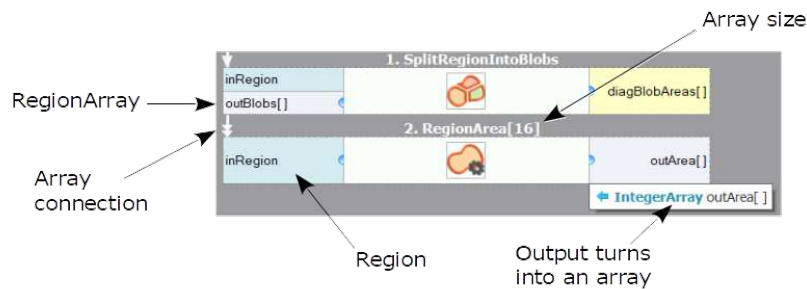 Array size
1. SplitRegionIntoBlobs
inRegion
outBlobs[ ]
diagBlobAreas[ ]
RegionArray
2. RegionArea[16]
inRegion
outArea[ ]
Array
connection
IntegerArray outArea[ ]
Region
Output turns
into an array